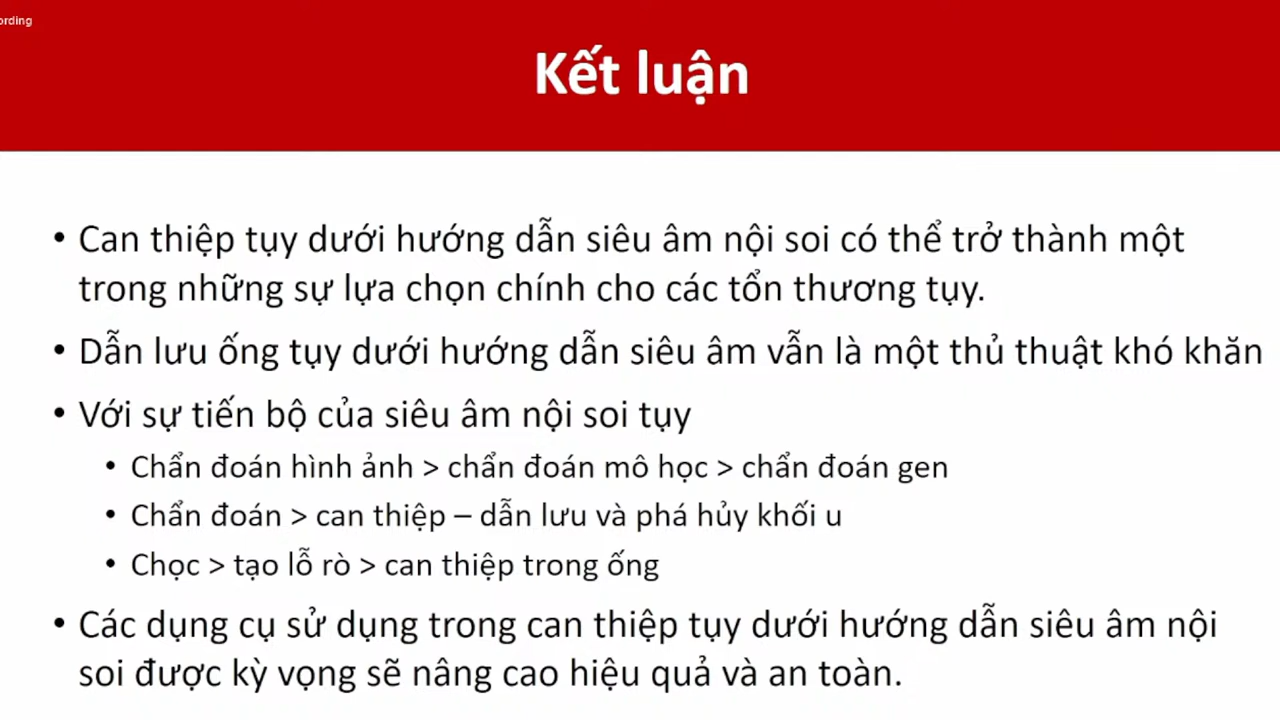 ording
Kết luận
• Can thiệp tụy dưới hướng dẫn siêu âm nội soi có thể trở thành một
trong những sự lựa chọn chính cho các tổn thương tụy.
• Dẫn lưu ống tụy dưới hướng dẫn siêu âm vẫn là một thủ thuật khó khăn
• Với sự tiến bộ của siêu âm nội soi tụy
• Chẩn đoán hình ảnh > chẩn đoán mô học > chẩn đoán gen
• Chẩn đoán > can thiệp – dẫn lưu và phá hủy khối u
• Chọc > tạo lỗ rò > can thiệp trong ống
• Các dụng cụ sử dụng trong can thiệp tụy dưới hướng dẫn siêu âm nội
soi được kỳ vọng sẽ nâng cao hiệu quả và an toàn.